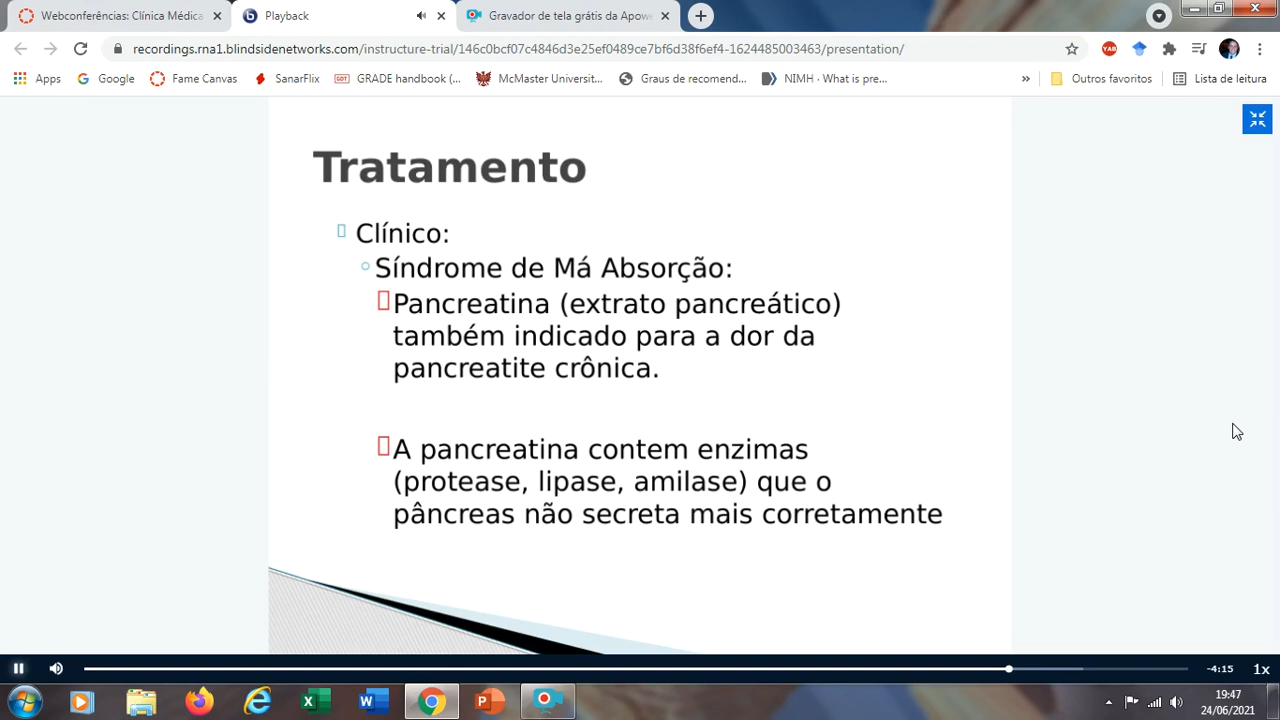 Webconferências: Clínica Médica
Playback
Gravador de tela grátis da Apowe
recordings.rna1.blindsidenetworks.com/instructure-trial/146c0bcf07c4846d3e25ef0489ce7bf6d38f6ef4-1624485003463/presentation/
Apps
Google
Fame Canvas
SanarFlix
GRADE handbook (...
McMaster Universit...
Graus de recomend...
NIMH · What is pre...
»
Outros favoritos
Lista de leitura
Tratamento
Clínico:
Síndrome de Má Absorção:
Pancreatina (extrato pancreático)
também indicado para a dor da
pancreatite crônica.
A pancreatina contem enzimas
(protease, lipase, amilase) que o
pâncreas não secreta mais corretamente
-4:15
1x
19:47
24/06/2021